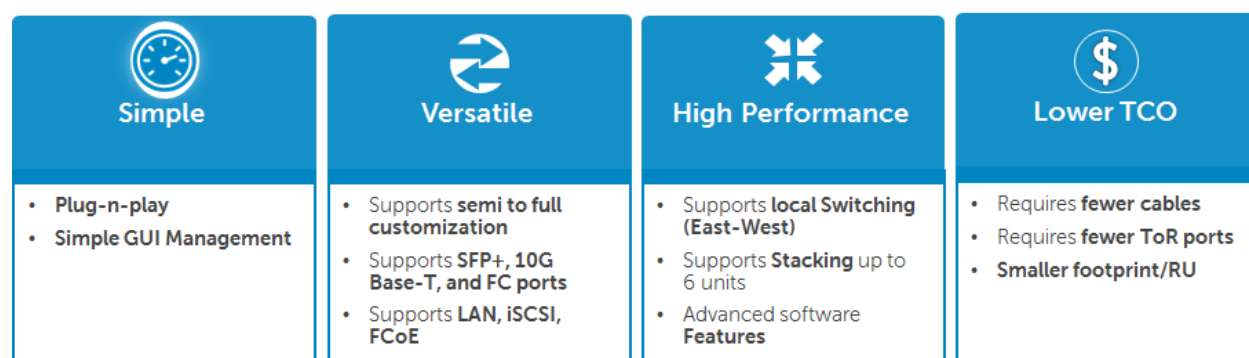 Simple
• Plug-n-play
• Simple GUI Management
Versatile
• Supports semi to full
customization
• Supports SFP+, 10G
Base-T, and FC ports
• Supports LAN, iSCSI,
FCoE
High Performance
• Supports local Switching
(East-West)
• Supports Stacking up to
6 units
• Advanced software
Features
$
Lower TCO
• Requires fewer cables
• Requires fewer ToR ports
• Smaller footprint/RU